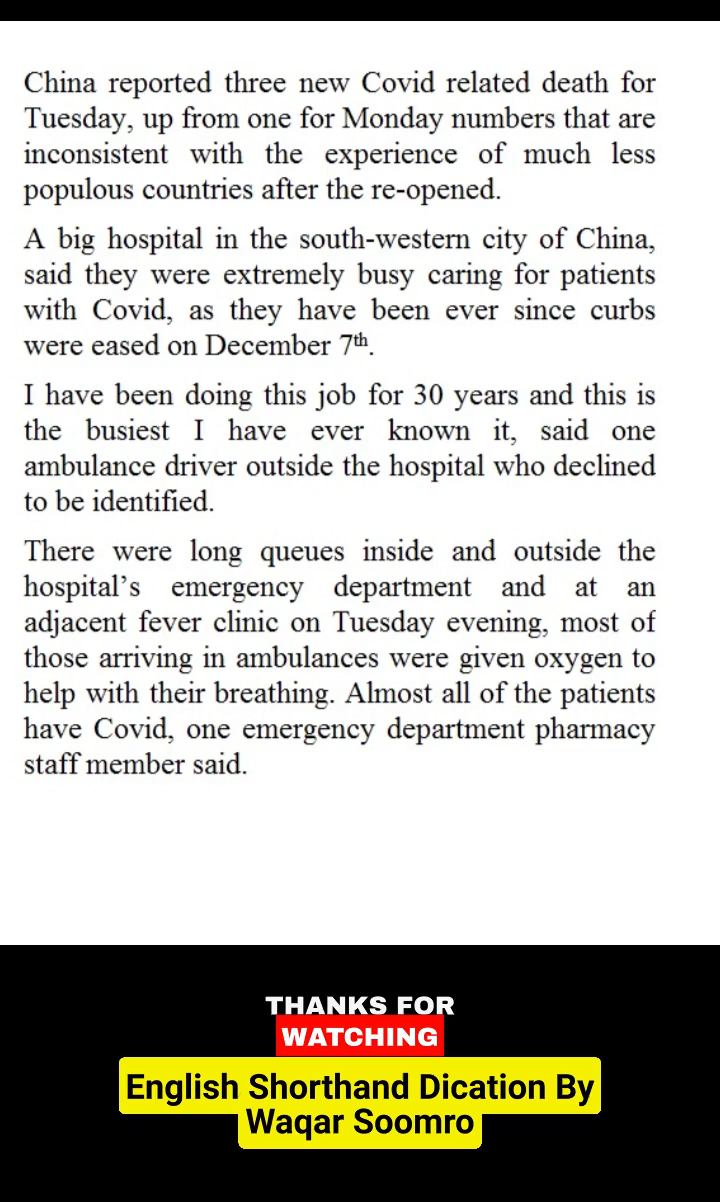 China reported three new Covid related death for
Tuesday, up from one for Monday numbers that are
inconsistent with the experience of much less
populous countries after the re-opened.
A big hospital in the south-western city of China,
said they were extremely busy caring for patients
with Covid, as they have been ever since curbs
were eased on December 7th.
I have been doing this job for 30 years and this is
the busiest I have ever known it, said one
ambulance driver outside the hospital who declined
to be identified.
There were long queues inside and outside the
hospital’s emergency department and at an
adjacent fever clinic on Tuesday evening, most of
those arriving in ambulances were given oxygen to
help with their breathing. Almost all of the patients
have Covid, one emergency department pharmacy
staff member said.
THANKS FOR
WATCHING
English Shorthand Dication By
Waqar Soomro